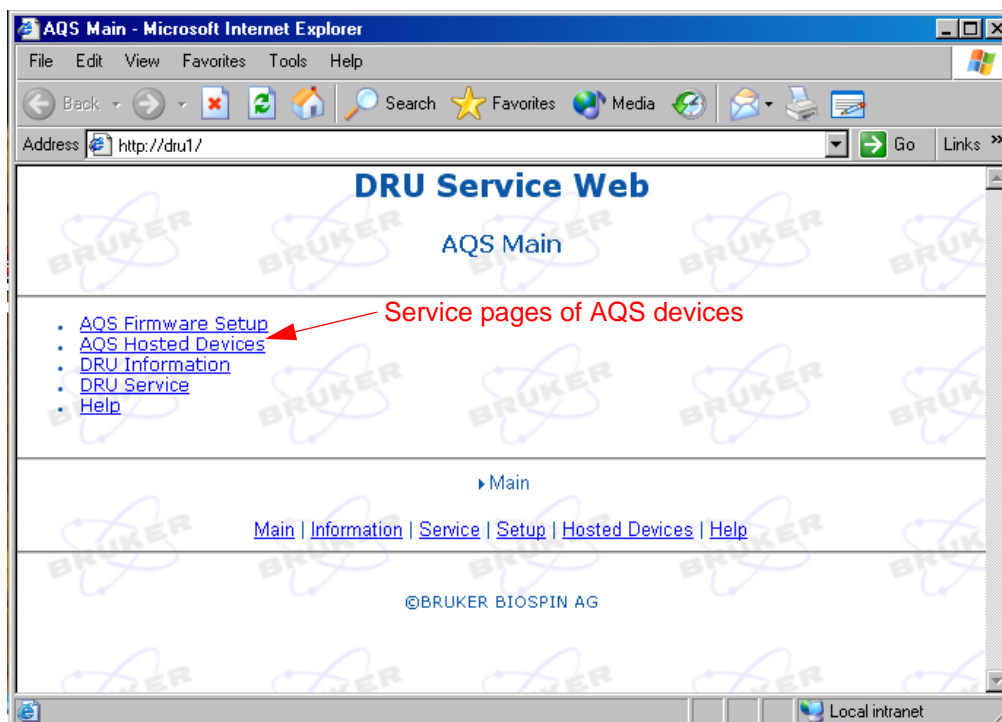 AQS Main - Microsoft Internet Explorer
File Edit View Favorites Tools Help
Back Search Favorites Media
Address http://dru1/ Go Links »
DRU Service Web
AQS Main
Service pages of AQS devices
• AQS Firmware Setup
• AQS Hosted Devices
• DRU Information
• DRU Service
• Help
Main
Main | Information | Service | Setup | Hosted Devices | Help
©BRUKER BIOSPIN AG
BRUKER
Local intranet